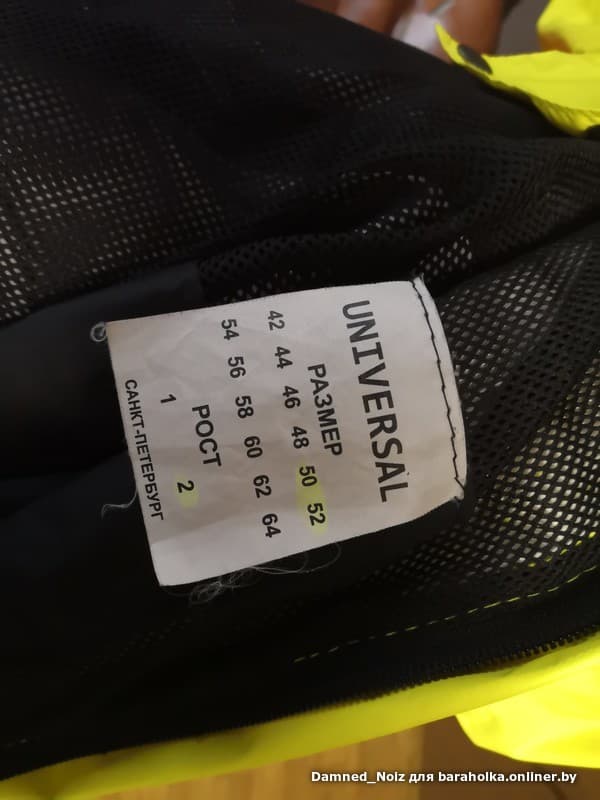 UNIVERSAL
РАЗМЕР
42 44 46 48 50 52
54 56 58 60 62 64
РОСТ
1 2
САНКТ-ПЕТЕРБУРГ
Damned_Noiz для baraholka.onliner.by